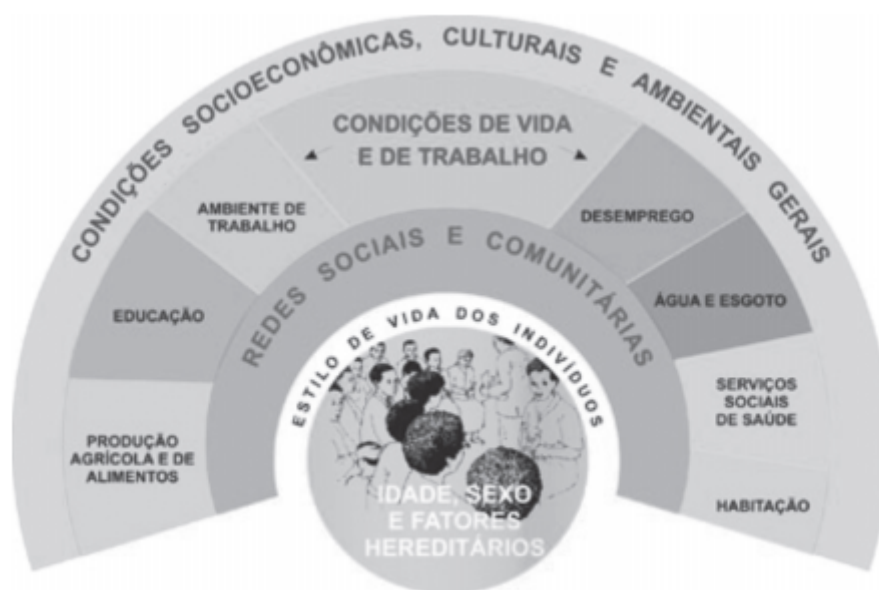 CONDIÇÕES SOCIOECONÔMICAS, CULTURAIS E AMBIENTAIS GERAIS
CONDIÇÕES DE VIDA
E DE TRABALHO
AMBIENTE DE
TRABALHO
DESEMPREGO
REDES SOCIAIS E COMUNITÁRIAS
EDUCAÇÃO
ÁGUA E ESGOTO
ESTILO DE VIDA DOS INDIVÍDUOS
PRODUÇÃO
AGRÍCOLA E DE
ALIMENTOS
SERVIÇOS
SOCIAIS
DE SAÚDE
HABITAÇÃO
IDADE, SEXO
E FATORES
HEREDITÁRIOS